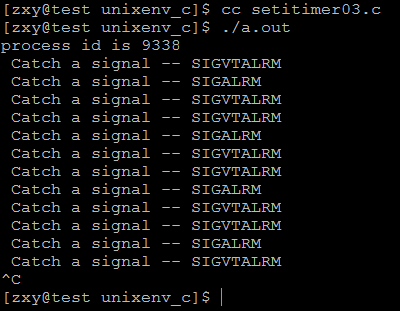 [zxy@test unixenv_c]$ cc setitimer03.c
[zxy@test unixenv_c]$ ./a.out
process id is 9338
 Catch a signal -- SIGVTALRM
 Catch a signal -- SIGALRM
 Catch a signal -- SIGVTALRM
 Catch a signal -- SIGVTALRM
 Catch a signal -- SIGALRM
 Catch a signal -- SIGVTALRM
 Catch a signal -- SIGVTALRM
 Catch a signal -- SIGALRM
 Catch a signal -- SIGVTALRM
 Catch a signal -- SIGVTALRM
 Catch a signal -- SIGALRM
 Catch a signal -- SIGVTALRM
^C
[zxy@test unixenv_c]$